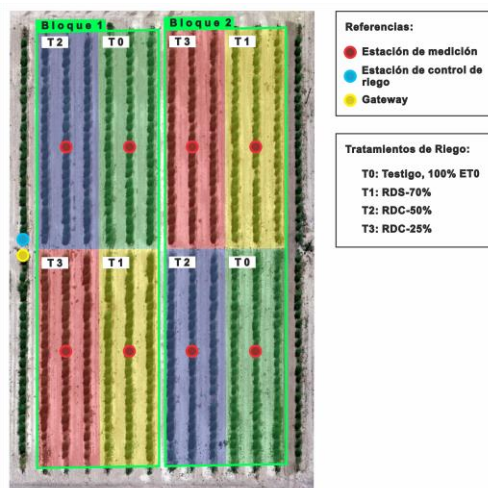 Bloque 1
Bloque 2
T2
T0
T3
T1
T3
T1
T2
T0
Referencias:
Estación de medición
Estación de control de
riego
Gateway
Tratamientos de Riego:
T0: Testigo, 100% ET0
T1: RDS-70%
T2: RDC-50%
T3: RDC-25%